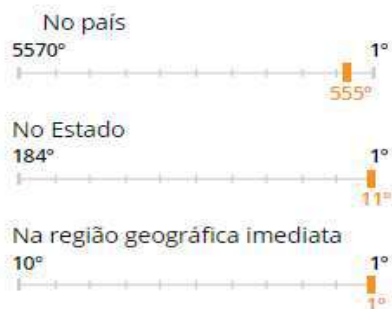 No país
5570º 1º
555º
No Estado
184º 1º
11º
Na região geográfica imediata
10º 1º
1º